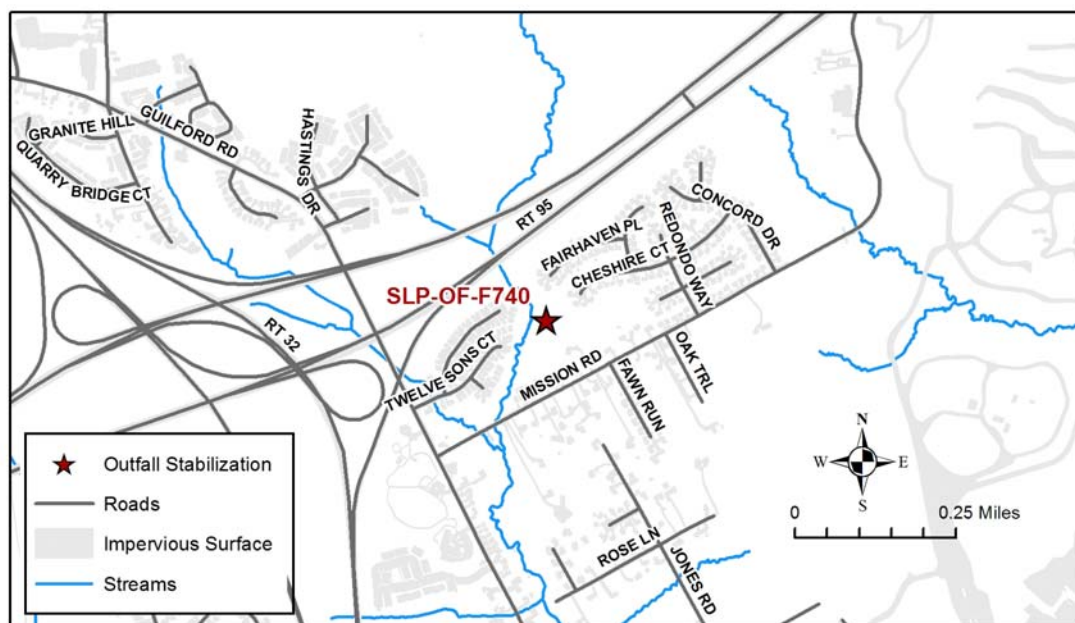 GRANITE HILL
GUILFORD RD
HASTINGS DR
QUARRY BRIDGE CT
RT 95
CONCORD DR
FAIRHAVEN PL
REDONDO WAY
CHESHIRE CT
SLP-OF-F740
RT 32
TWELVE SONS CT
MISSION RD
OAK TRL
FAWN RUN
ROSE LN
JONES RD
N
W E
S
0 0.25 Miles
Outfall Stabilization
Roads
Impervious Surface
Streams